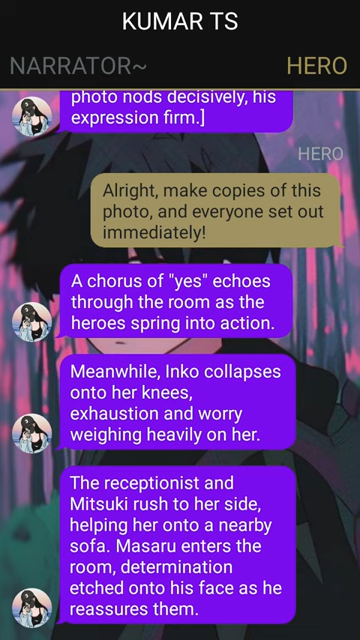 KUMAR TS
NARRATOR~
HERO
photo nods decisively, his
expression firm.]
HERO
Alright, make copies of this
photo, and everyone set out
immediately!
A chorus of "yes" echoes
through the room as the
heroes spring into action.
Meanwhile, Inko collapses
onto her knees,
exhaustion and worry
weighing heavily on her.
The receptionist and
Mitsuki rush to her side,
helping her onto a nearby
sofa. Masaru enters the
room, determination
etched onto his face as he
reassures them.